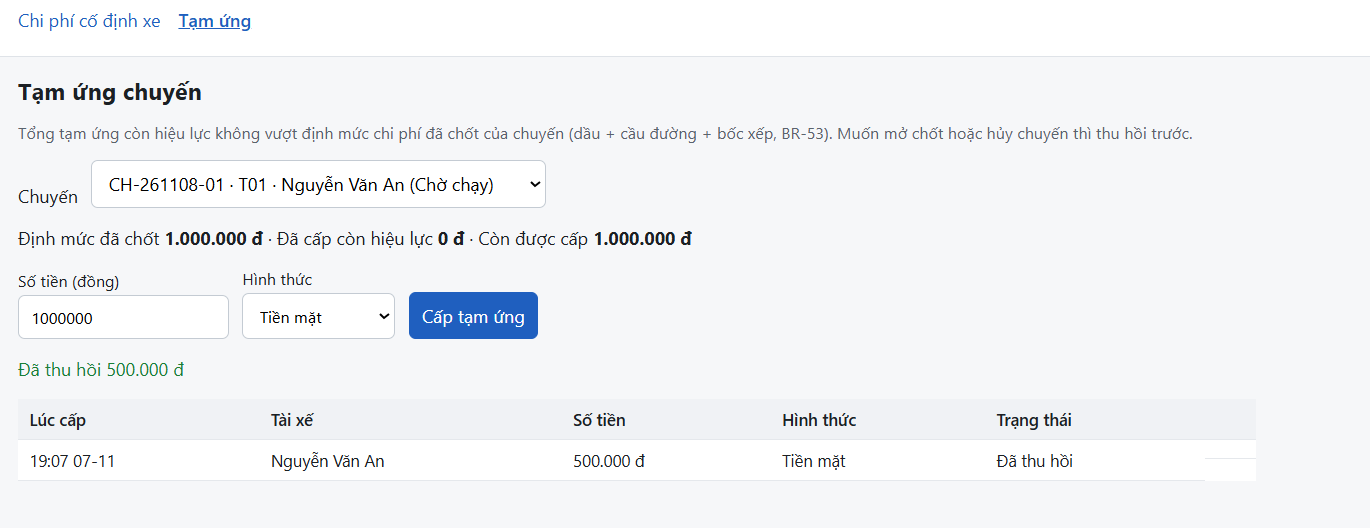 Chi phí cố định xe Tạm ứng
Tạm ứng chuyến
Tổng tạm ứng còn hiệu lực không vượt định mức chi phí đã chốt của chuyến (dầu + cầu đường + bốc xếp, BR-53). Muốn mở chốt hoặc hủy chuyến thì thu hồi trước.
Chuyến CH-261108-01 · T01 · Nguyễn Văn An (Chờ chạy)
Định mức đã chốt 1.000.000 đ · Đã cấp còn hiệu lực 0 đ · Còn được cấp 1.000.000 đ
Số tiền (đồng) Hình thức
1000000 Tiền mặt Cấp tạm ứng
Đã thu hồi 500.000 đ
Lúc cấp Tài xế Số tiền Hình thức Trạng thái
19:07 07-11 Nguyễn Văn An 500.000 đ Tiền mặt Đã thu hồi